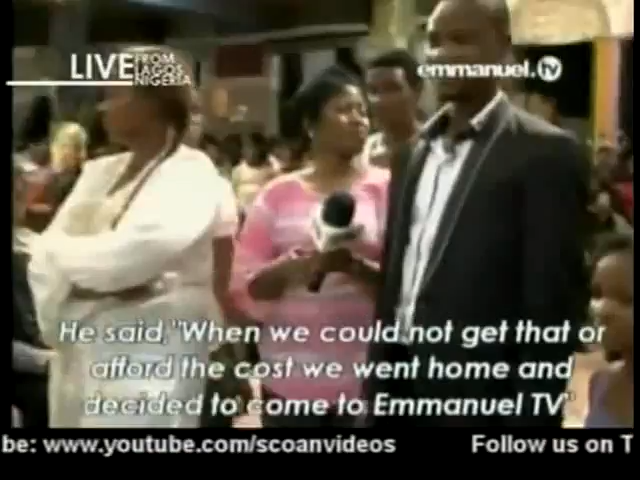 LIVE FROM LAGOS NIGERIA
emmanuel.tv
He said,"When we could not get that or
afford the cost we went home and
decided to come to Emmanuel TV"
be: www.youtube.com/scoanvideos Follow us on T